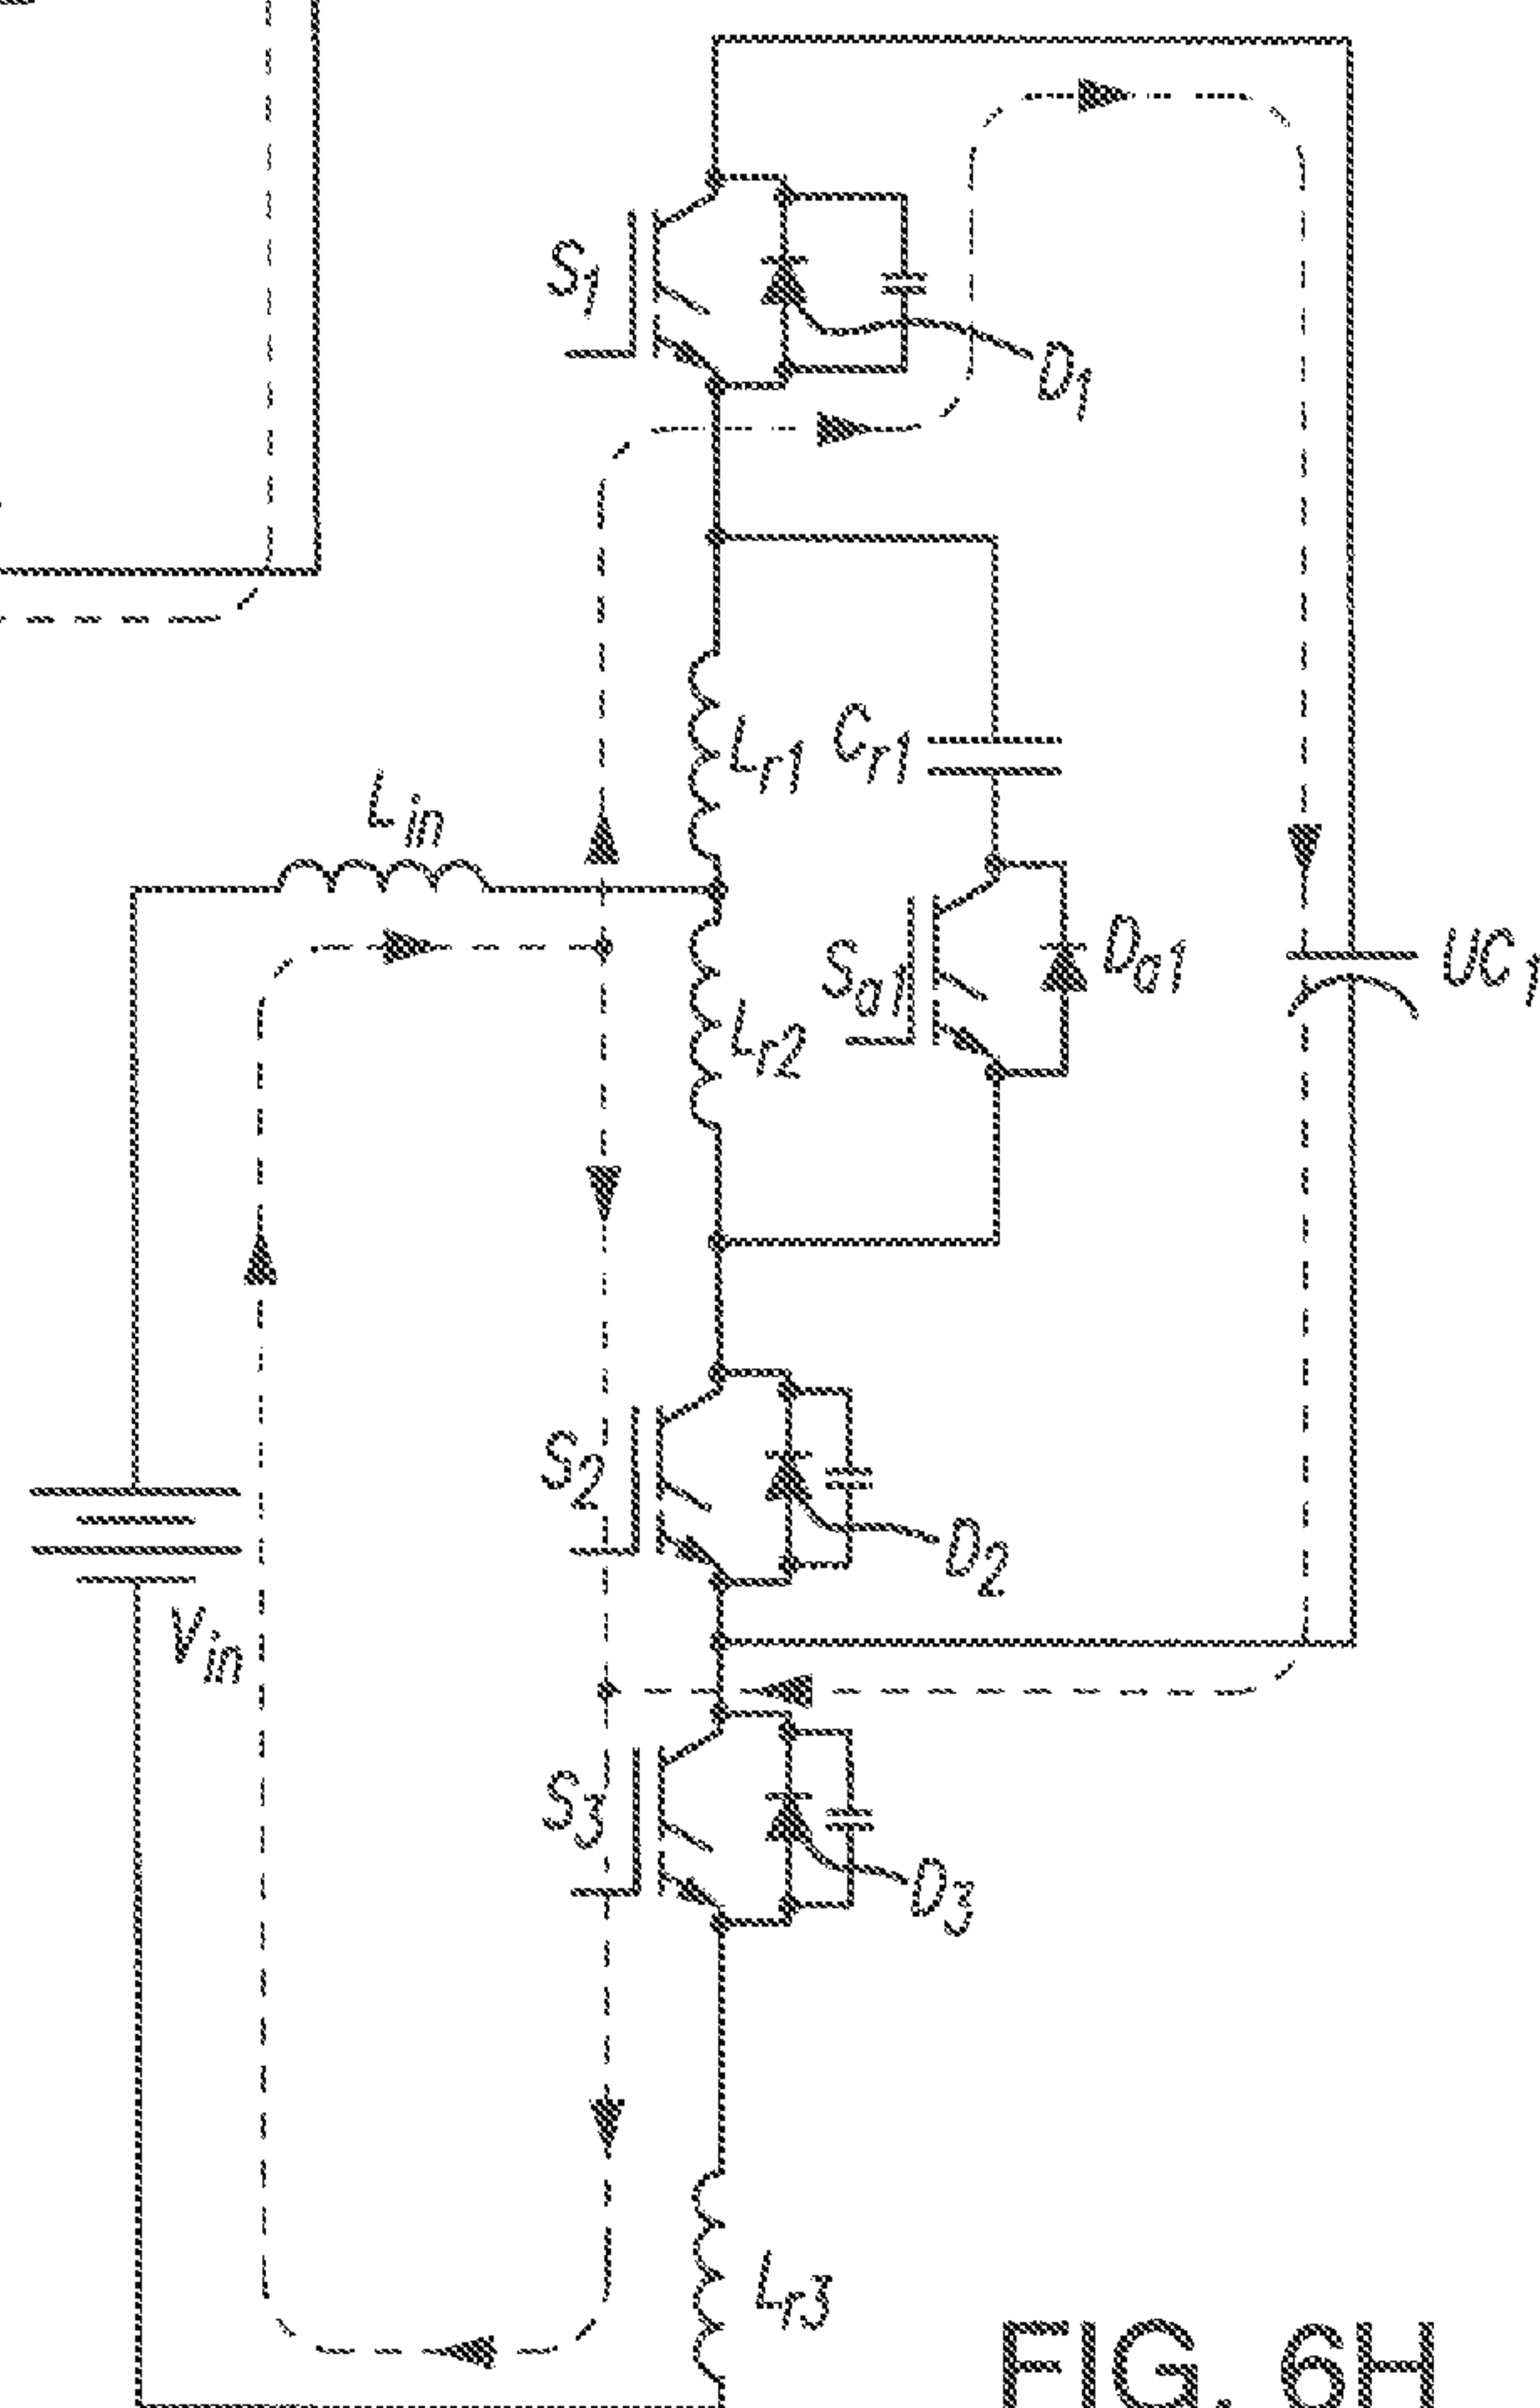 S1
D1
Lr1
Cr1
Lin
Sa1
Da1
UC1
Lr2
S2
D2
Vin
S3
D3
Lr3
FIG. 6H